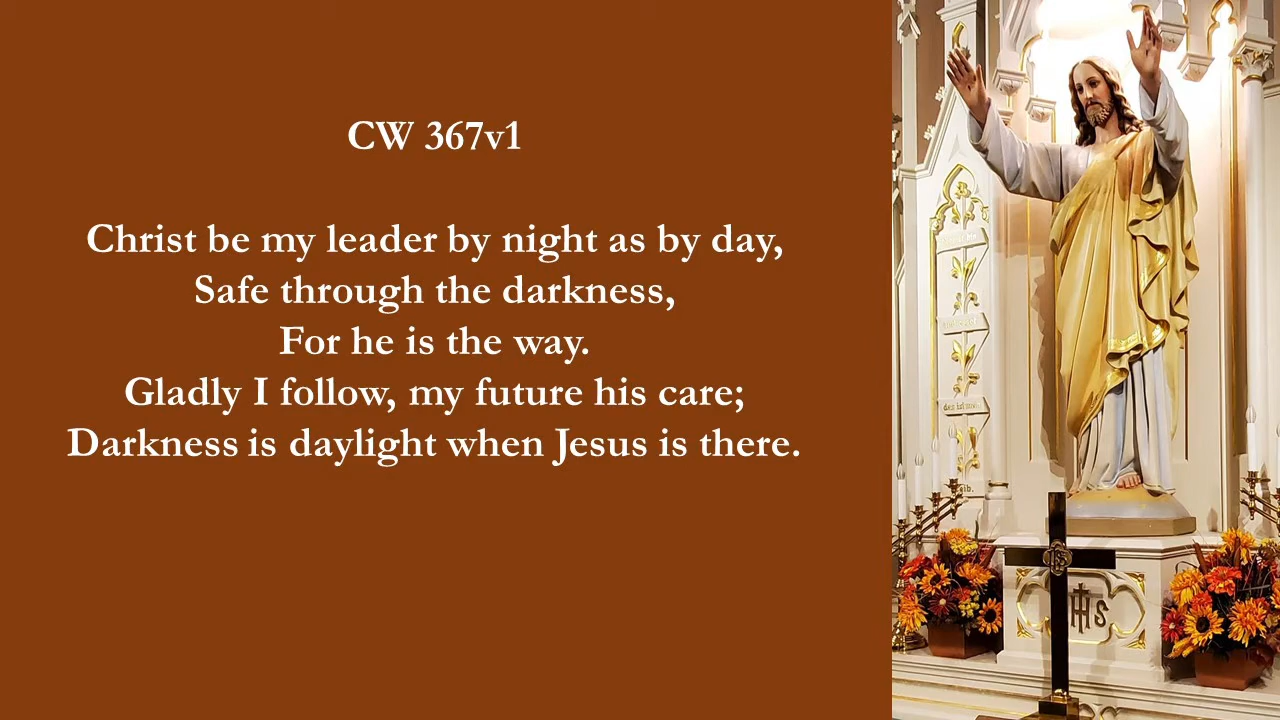 CW 367v1
Christ be my leader by night as by day,
Safe through the darkness,
For he is the way.
Gladly I follow, my future his care;
Darkness is daylight when Jesus is there.
IHS